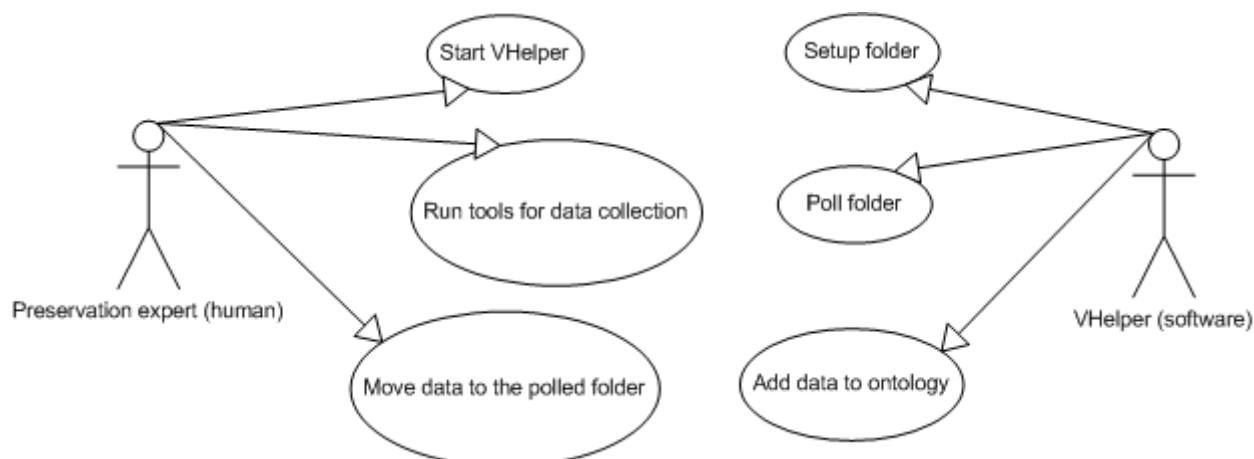 Start VHelper
Setup folder
Run tools for data collection
Poll folder
Preservation expert (human)
VHelper (software)
Move data to the polled folder
Add data to ontology